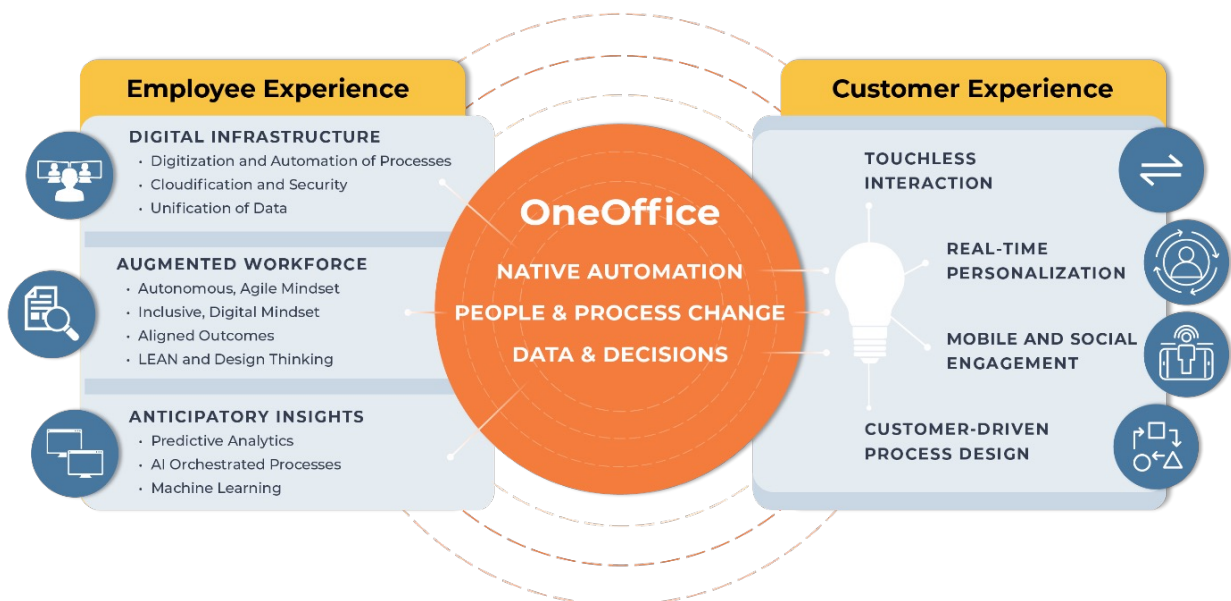 Employee Experience
DIGITAL INFRASTRUCTURE
• Digitization and Automation of Processes
• Cloudification and Security
• Unification of Data
AUGMENTED WORKFORCE
• Autonomous, Agile Mindset
• Inclusive, Digital Mindset
• Aligned Outcomes
• LEAN and Design Thinking
ANTICIPATORY INSIGHTS
• Predictive Analytics
• AI Orchestrated Processes
• Machine Learning
OneOffice
NATIVE AUTOMATION
PEOPLE & PROCESS CHANGE
DATA & DECISIONS
Customer Experience
TOUCHLESS
INTERACTION
REAL-TIME
PERSONALIZATION
MOBILE AND SOCIAL
ENGAGEMENT
CUSTOMER-DRIVEN
PROCESS DESIGN